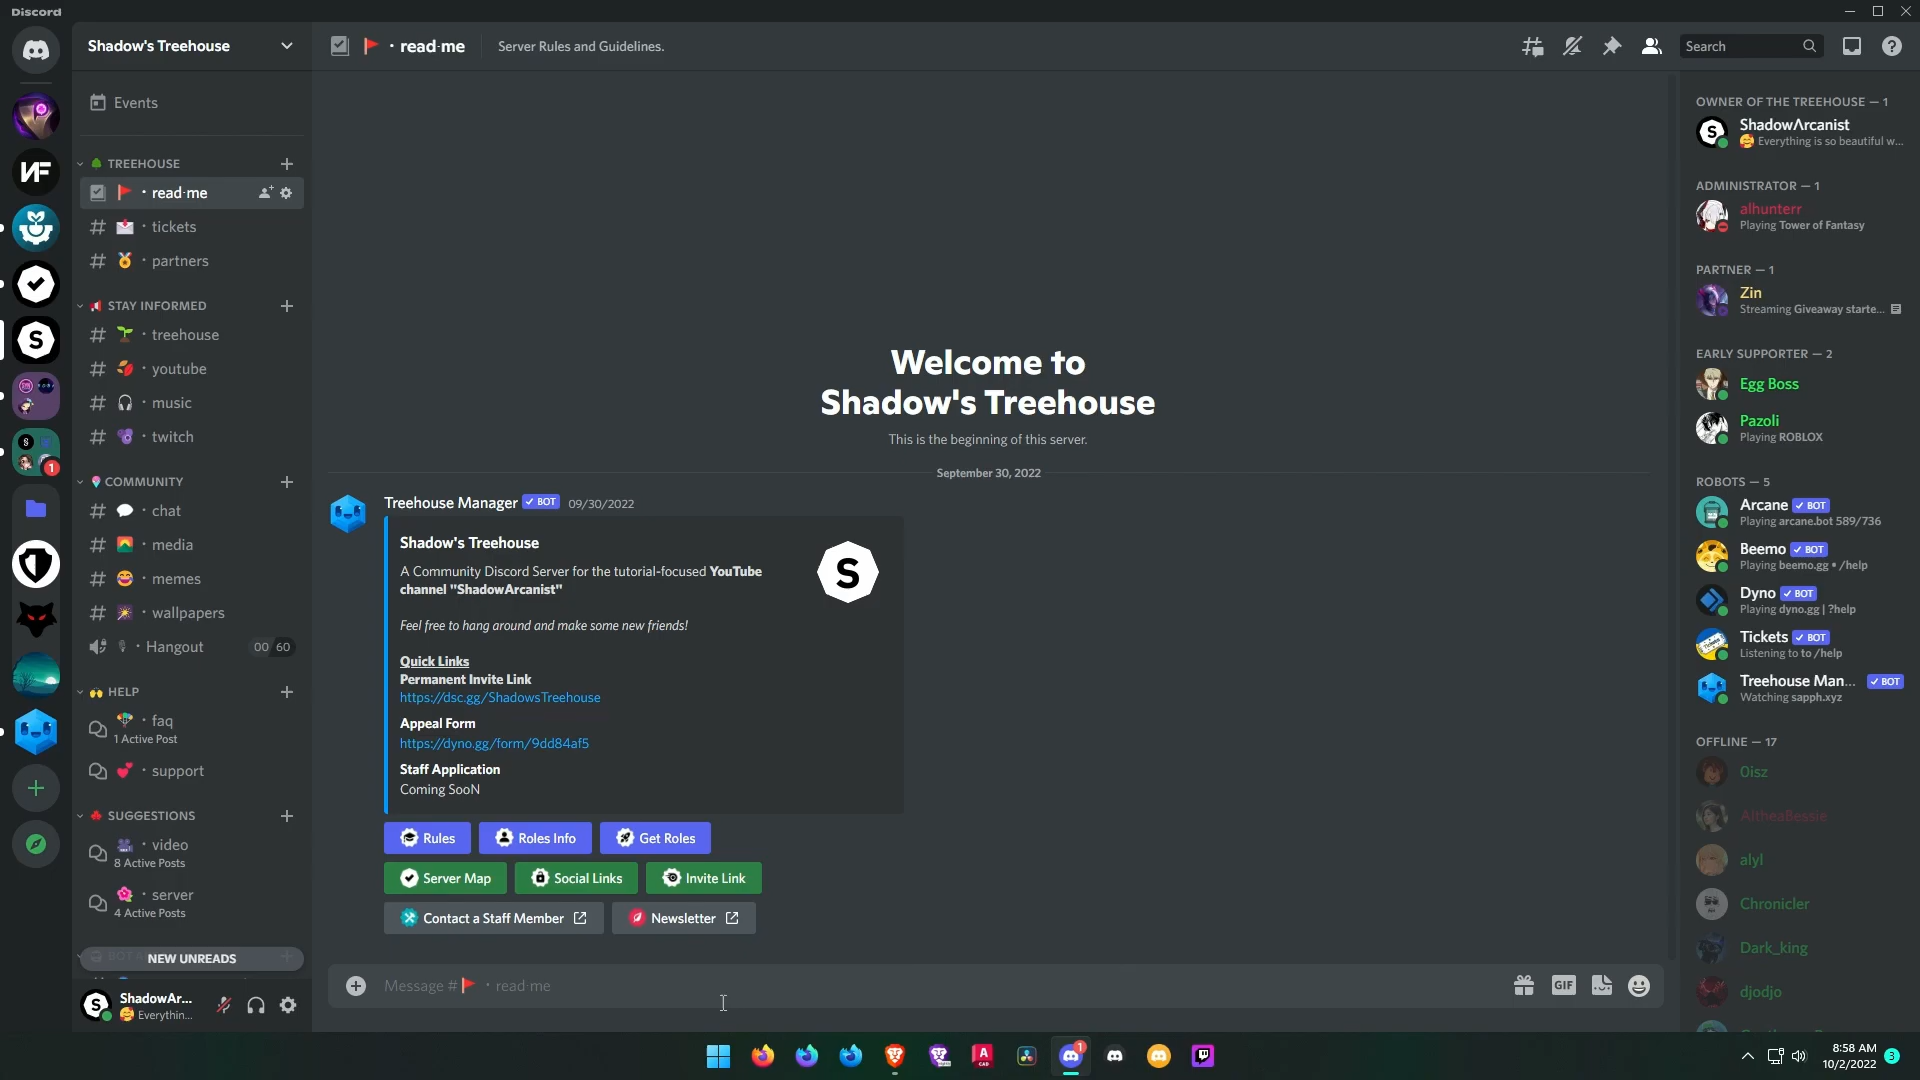 Discord
Shadow's Treehouse
Events
TREEHOUSE
・read-me
・tickets
・partners
STAY INFORMED
・treehouse
・youtube
・music
・twitch
1
COMMUNITY
・chat
・media
・memes
・wallpapers
・Hangout 00 60
HELP
・faq
1 Active Post
・support
SUGGESTIONS
・video
8 Active Posts
・server
4 Active Posts
NEW UNREADS
ShadowAr...
Everythin...
・read-me
Server Rules and Guidelines.
Search
Welcome to
Shadow's Treehouse
This is the beginning of this server.
September 30, 2022
Treehouse Manager BOT 09/30/2022
Shadow's Treehouse
S
A Community Discord Server for the tutorial-focused YouTube
channel "ShadowArcanist"
Feel free to hang around and make some new friends!
Quick Links
Permanent Invite Link
https://dsc.gg/ShadowsTreehouse
Appeal Form
https://dyno.gg/form/9dd84af5
Staff Application
Coming SooN
Rules
Roles Info
Get Roles
Server Map
Social Links
Invite Link
Contact a Staff Member
Newsletter
Message #・read-me
GIF
OWNER OF THE TREEHOUSE — 1
ShadowΛrcanist
Everything is so beautiful w...
ADMINISTRATOR — 1
alhunterr
Playing Tower of Fantasy
PARTNER — 1
Zin
Streaming Giveaway starte...
EARLY SUPPORTER — 2
Egg Boss
Pazoli
Playing ROBLOX
ROBOTS — 5
Arcane BOT
Playing arcane.bot 589/736
Beemo BOT
Playing beemo.gg • /help
Dyno BOT
Playing dyno.gg | ?help
Tickets BOT
Listening to to /help
Treehouse Man... BOT
Watching sapph.xyz
OFFLINE — 17
0isz
AltheaBessie
alyl
Chronicler
Dark_king
djodjo
1
8:58 AM
10/2/2022
3